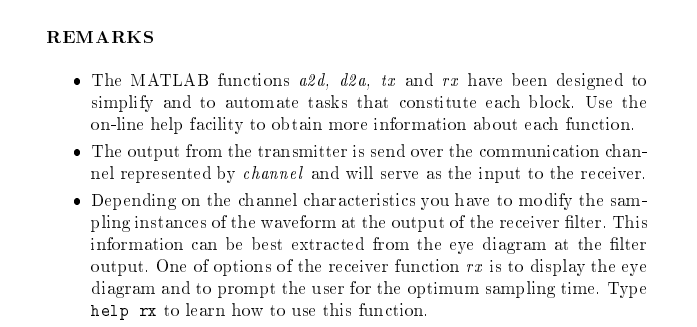 REMARKS
• The MATLAB functions a2d, d2a, tx and rx have been designed to
simplify and to automate tasks that constitute each block. Use the
on-line help facility to obtain more information about each function.
• The output from the transmitter is send over the communication chan-
nel represented by channel and will serve as the input to the receiver.
• Depending on the channel characteristics you have to modify the sam-
pling instances of the waveform at the output of the receiver filter. This
information can be best extracted from the eye diagram at the filter
output. One of options of the receiver function rx is to display the eye
diagram and to prompt the user for the optimum sampling time. Type
help rx to learn how to use this function.